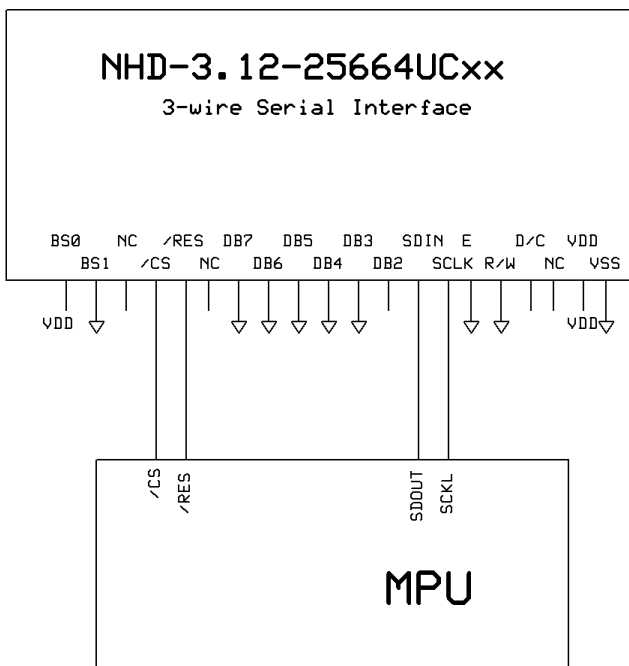 NHD-3.12-25664UCxx
3-wire Serial Interface
BS0 NC /RES DB7 DB5 DB3 SDIN E D/C VDD
BS1 /CS NC DB6 DB4 DB2 SCLK R/W NC VSS
VDD VDD
/CS /RES SDOUT SCKL
MPU